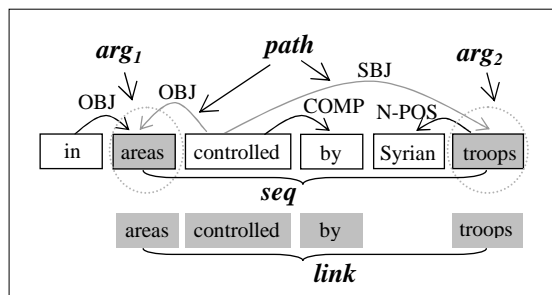 arg1 path arg2
OBJ OBJ SBJ
COMP N-POS
in areas controlled by Syrian troops
seq
areas controlled by troops
link